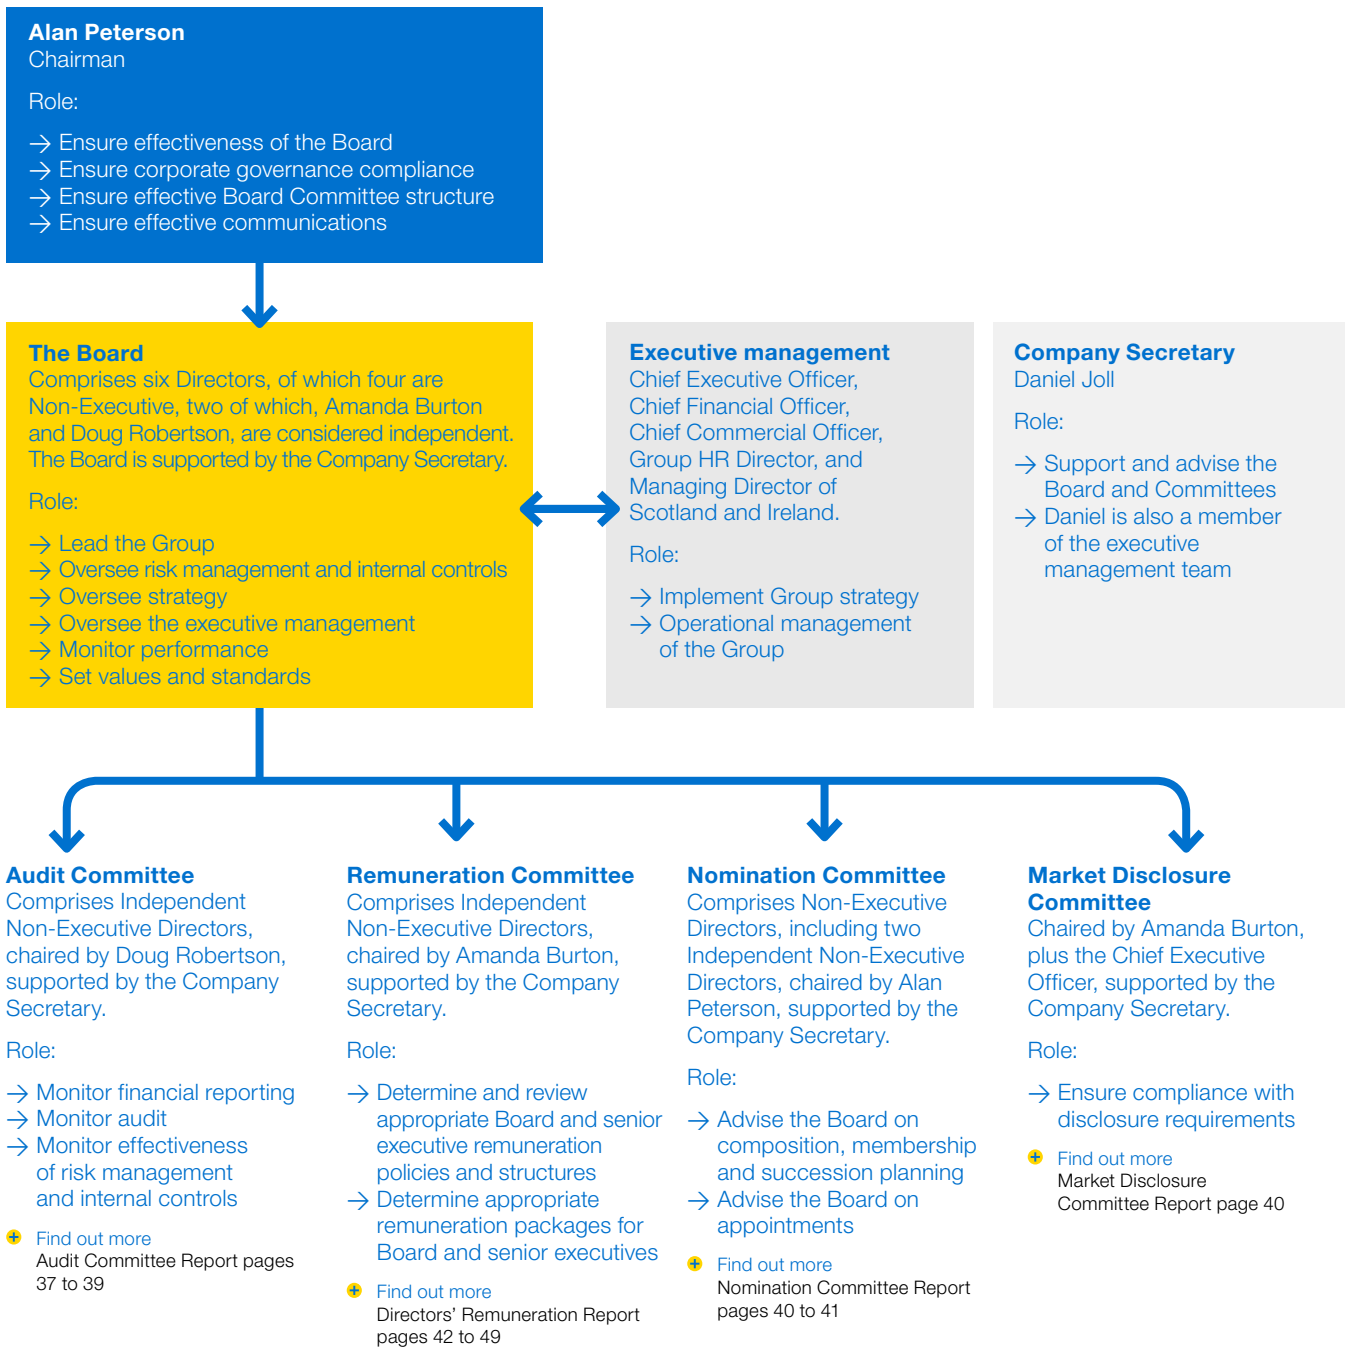 Alan Peterson
Chairman
Role:
→ Ensure effectiveness of the Board
→ Ensure corporate governance compliance
→ Ensure effective Board Committee structure
→ Ensure effective communications
The Board
Comprises six Directors, of which four are
Non-Executive, two of which, Amanda Burton
and Doug Robertson, are considered independent.
The Board is supported by the Company Secretary.
Role:
→ Lead the Group
→ Oversee risk management and internal controls
→ Oversee strategy
→ Oversee the executive management
→ Monitor performance
→ Set values and standards
Executive management
Chief Executive Officer,
Chief Financial Officer,
Chief Commercial Officer,
Group HR Director, and
Managing Director of
Scotland and Ireland.
Role:
→ Implement Group strategy
→ Operational management
of the Group
Company Secretary
Daniel Joll
Role:
→ Support and advise the
Board and Committees
→ Daniel is also a member
of the executive
management team
Audit Committee
Comprises Independent
Non-Executive Directors,
chaired by Doug Robertson,
supported by the Company
Secretary.
Role:
→ Monitor financial reporting
→ Monitor audit
→ Monitor effectiveness
of risk management
and internal controls
Find out more
Audit Committee Report pages
37 to 39
Remuneration Committee
Comprises Independent
Non-Executive Directors,
chaired by Amanda Burton,
supported by the Company
Secretary.
Role:
→ Determine and review
appropriate Board and senior
executive remuneration
policies and structures
→ Determine appropriate
remuneration packages for
Board and senior executives
Find out more
Directors’ Remuneration Report
pages 42 to 49
Nomination Committee
Comprises Non-Executive
Directors, including two
Independent Non-Executive
Directors, chaired by Alan
Peterson, supported by the
Company Secretary.
Role:
→ Advise the Board on
composition, membership
and succession planning
→ Advise the Board on
appointments
Find out more
Nomination Committee Report
pages 40 to 41
Market Disclosure
Committee
Chaired by Amanda Burton,
plus the Chief Executive
Officer, supported by the
Company Secretary.
Role:
→ Ensure compliance with
disclosure requirements
Find out more
Market Disclosure
Committee Report page 40